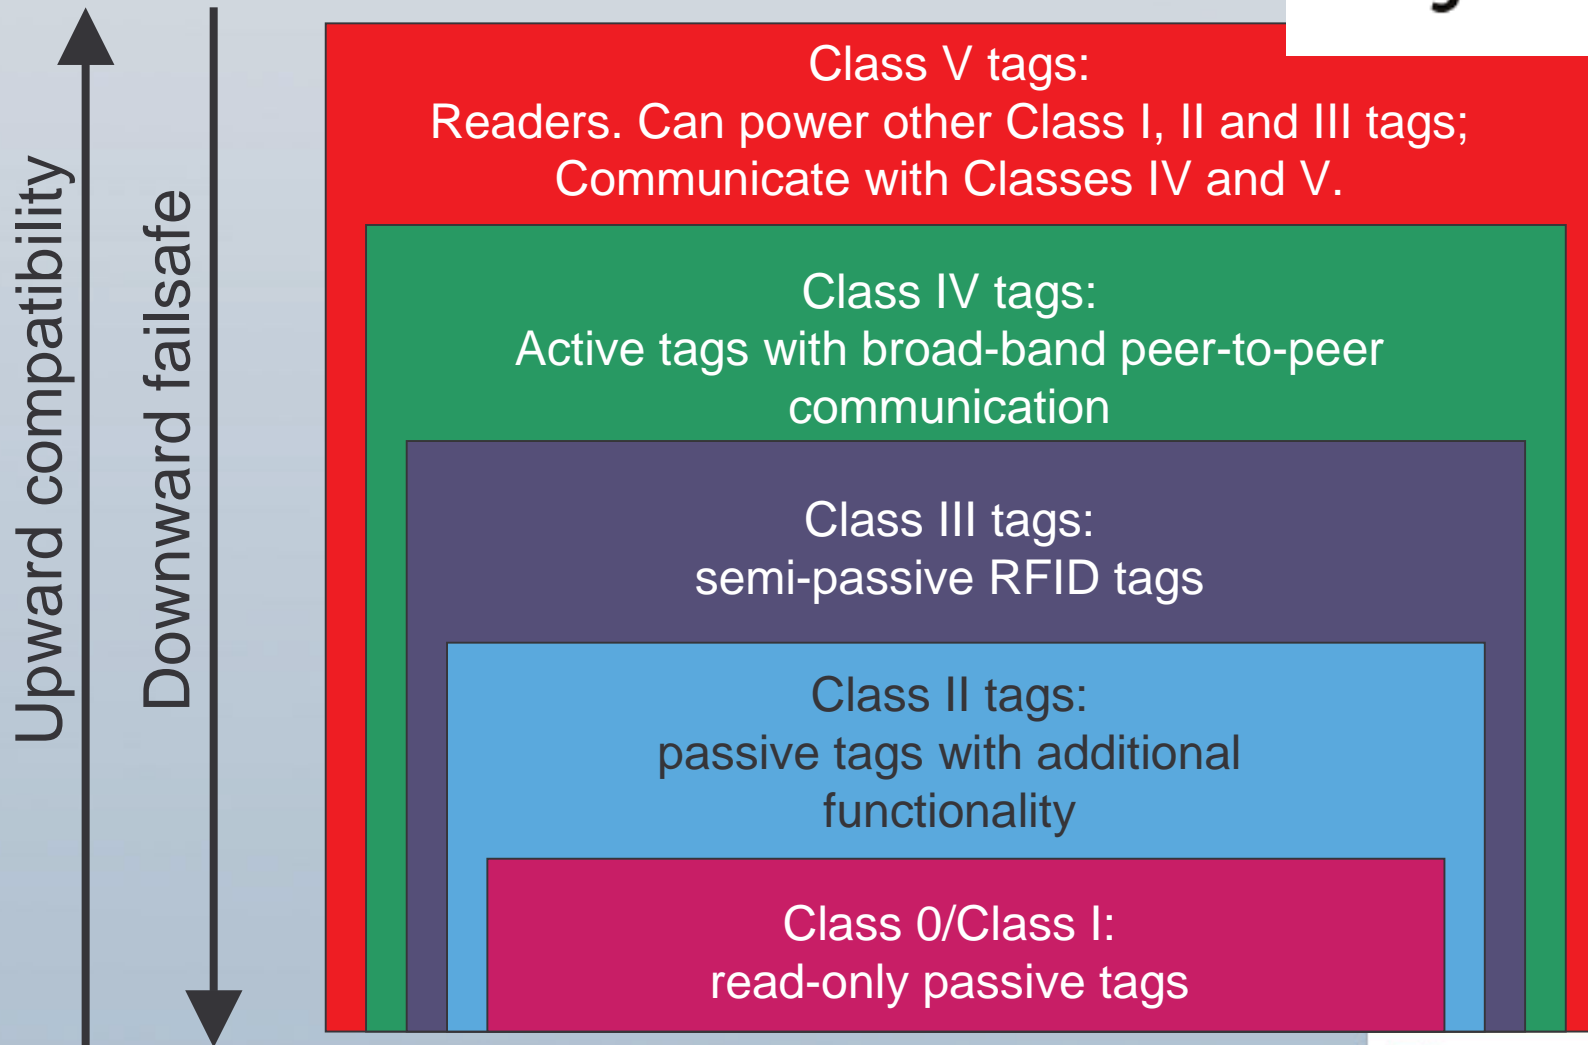 Upward compatibility
Downward failsafe
Class V tags:
Readers. Can power other Class I, II and III tags;
Communicate with Classes IV and V.
Class IV tags:
Active tags with broad-band peer-to-peer
communication
Class III tags:
semi-passive RFID tags
Class II tags:
passive tags with additional
functionality
Class 0/Class I:
read-only passive tags